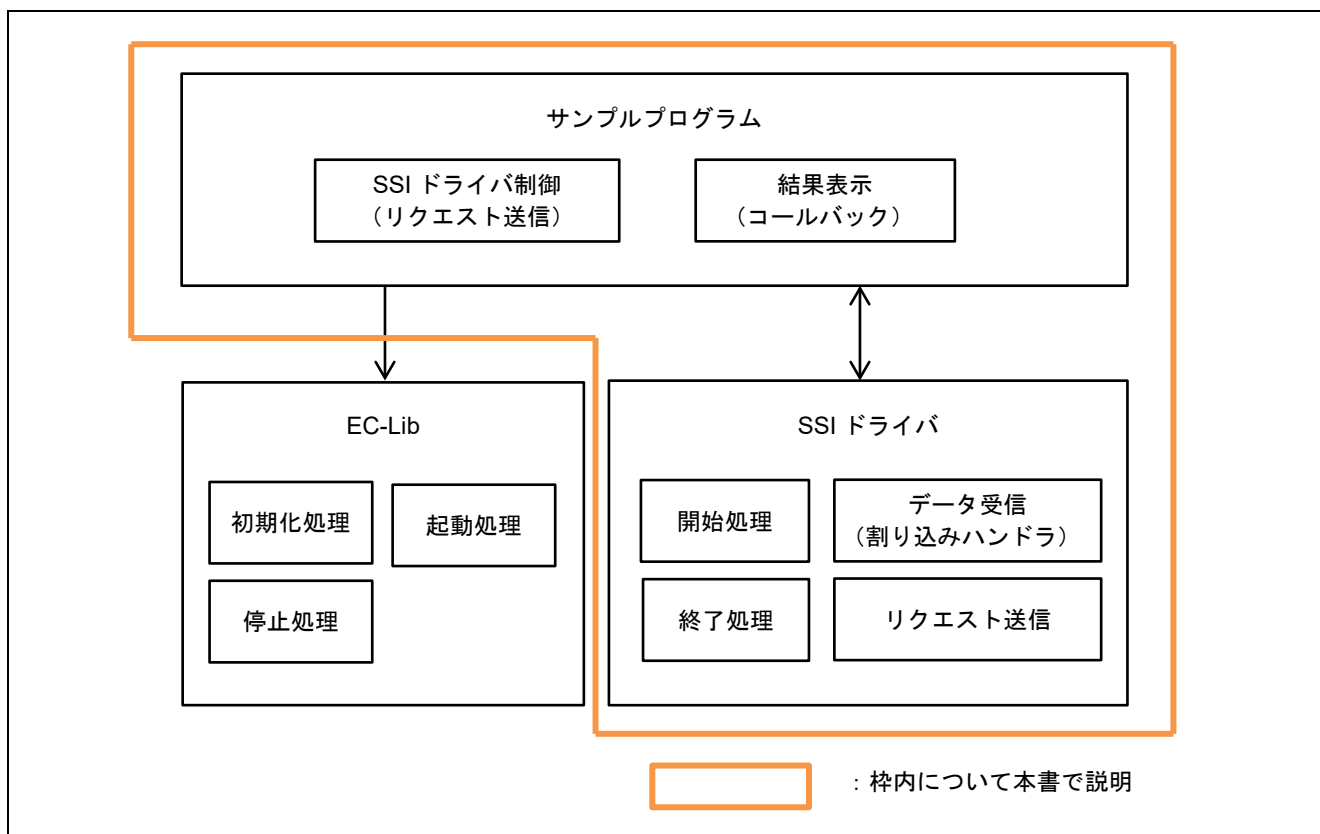 サンプルプログラム
SSI ドライバ制御
（リクエスト送信）
結果表示
（コールバック）
EC-Lib
初期化処理
起動処理
停止処理
SSI ドライバ
開始処理
データ受信
（割り込みハンドラ）
終了処理
リクエスト送信
：枠内について本書で説明